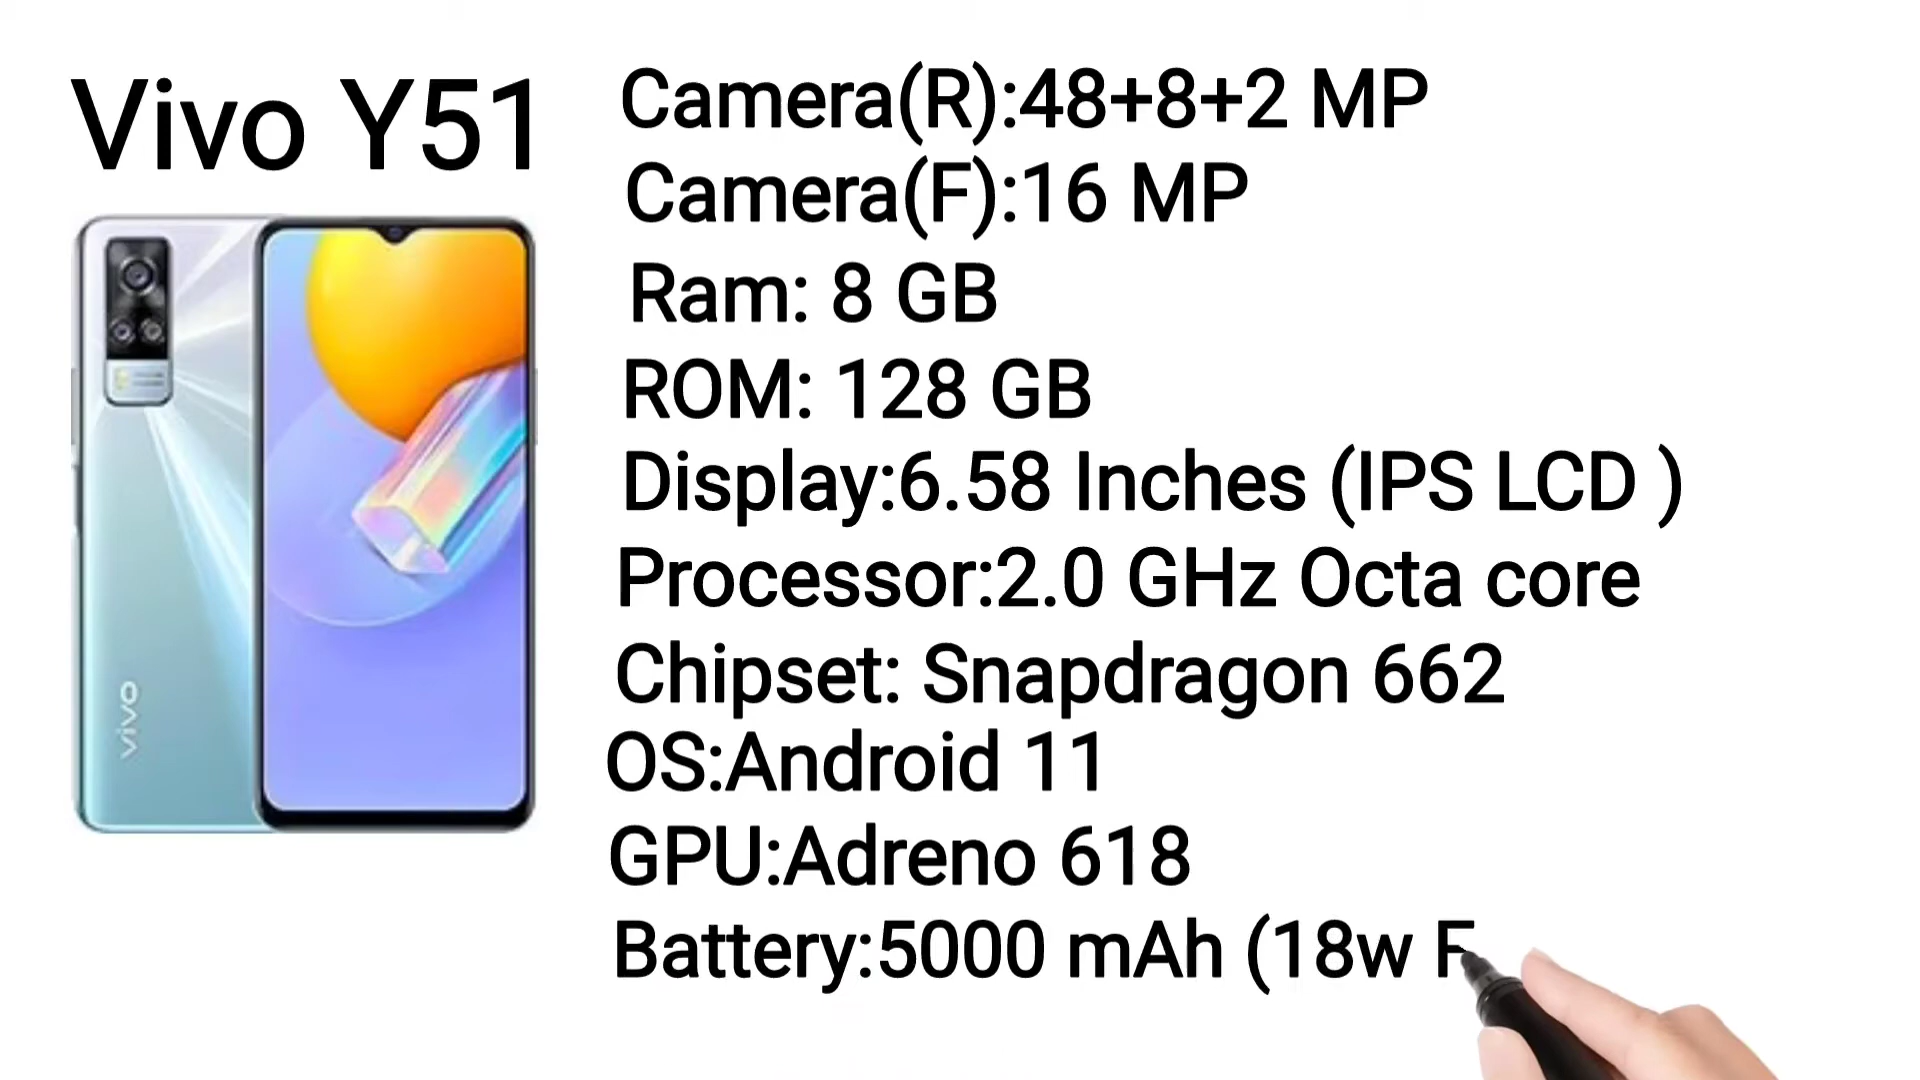 Vivo Y51
Camera(R):48+8+2 MP
Camera(F):16 MP
Ram: 8 GB
ROM: 128 GB
Display:6.58 Inches (IPS LCD )
Processor:2.0 GHz Octa core
Chipset: Snapdragon 662
OS:Android 11
GPU:Adreno 618
Battery:5000 mAh (18w F
vivo